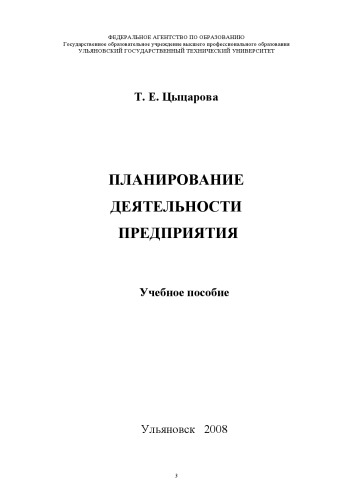 ФЕДЕРАЛЬНОЕ АГЕНТСТВО ПО ОБРАЗОВАНИЮ
Государственное образовательное учреждение высшего профессионального образования
УЛЬЯНОВСКИЙ ГОСУДАРСТВЕННЫЙ ТЕХНИЧЕСКИЙ УНИВЕРСИТЕТ
Т. Е. Цыцарова
ПЛАНИРОВАНИЕ
ДЕЯТЕЛЬНОСТИ
ПРЕДПРИЯТИЯ
Учебное пособие
Ульяновск 2008